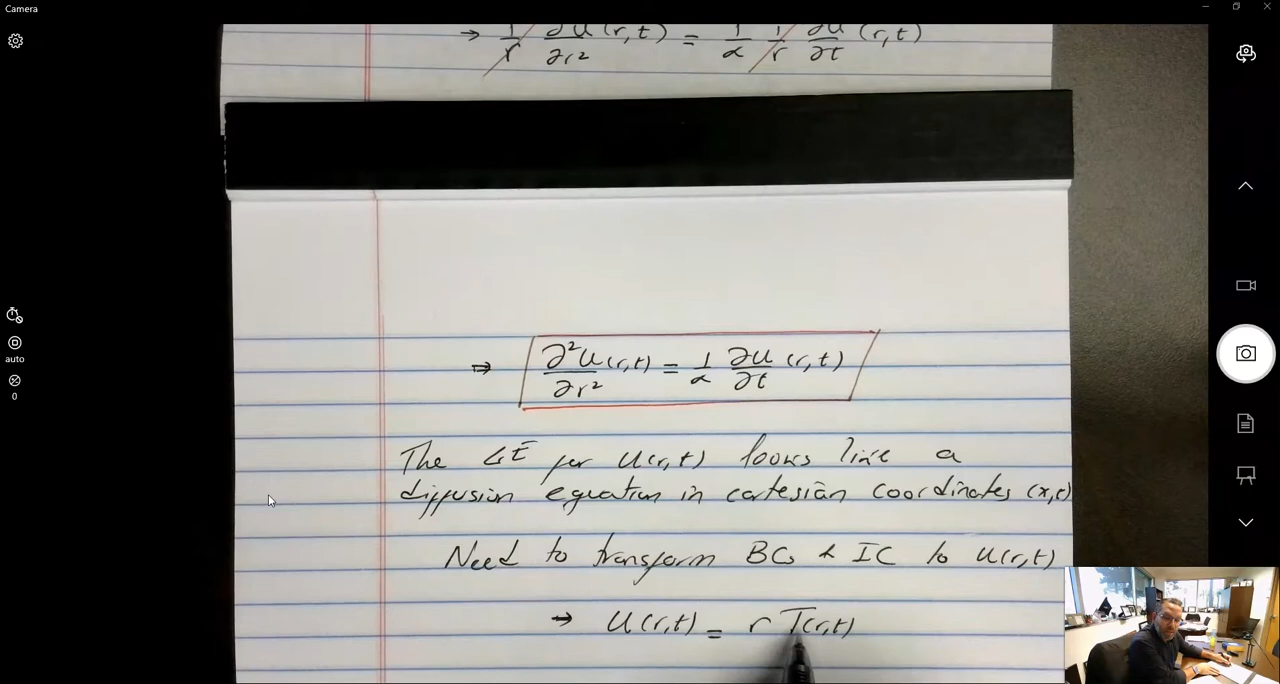 Camera
→ 1/r ∂²U/∂r² (r,t) = 1/α 1/r ∂U/∂t (r,t)
⇒ ∂²U/∂r² (r,t) = 1/α ∂U/∂t (r,t)
The GE for U(r,t) looks like a
diffusion equation in cartesian coordinates (x,t)
Need to transform BCs & IC to U(r,t)
→ U(r,t) = r T(r,t)
auto
0